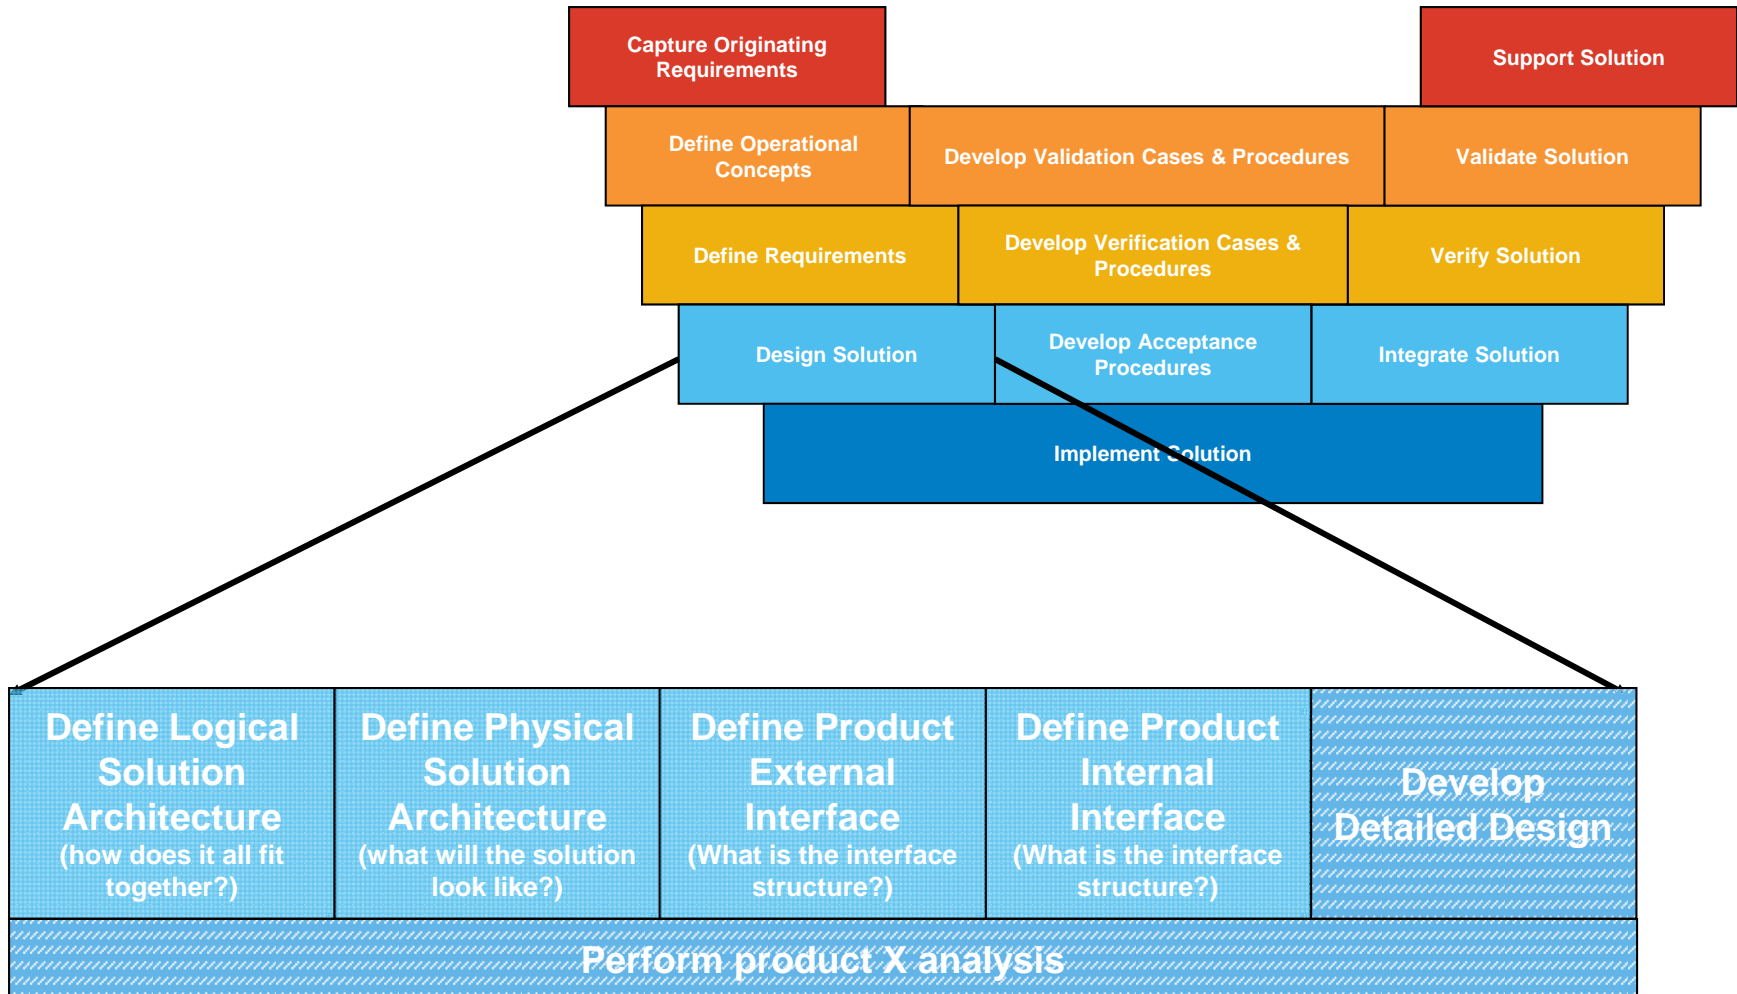 Capture Originating
Requirements
Support Solution
Define Operational
Concepts
Develop Validation Cases & Procedures
Validate Solution
Define Requirements
Develop Verification Cases &
Procedures
Verify Solution
Design Solution
Develop Acceptance
Procedures
Integrate Solution
Implement Solution
Define Logical
Solution
Architecture
(how does it all fit
together?)
Define Physical
Solution
Architecture
(what will the solution
look like?)
Define Product
External
Interface
(What is the interface
structure?)
Define Product
Internal
Interface
(What is the interface
structure?)
Develop
Detailed Design
Perform product X analysis